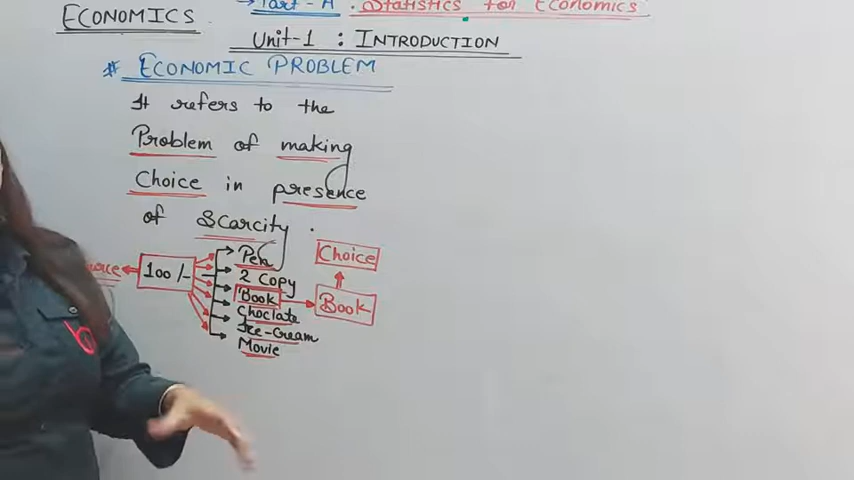 ECONOMICS
Part-A : Statistics for Economics
Unit-1 : INTRODUCTION
# ECONOMIC PROBLEM
It refers to the
Problem of making
Choice in presence
of Scarcity.
100/-
Pen
2 Copy
Book
Choclate
Ice-Cream
Movie
Choice
Book